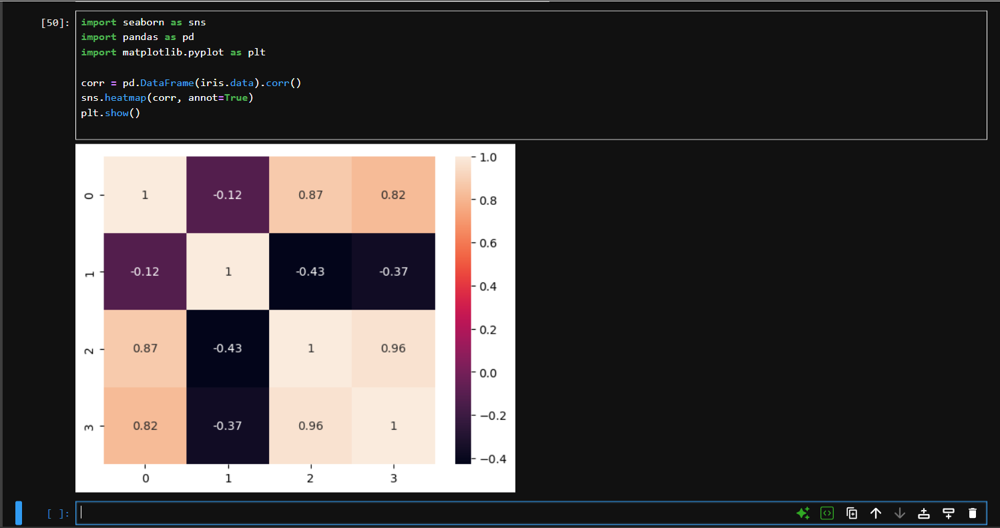 [50]:
import seaborn as sns
import pandas as pd
import matplotlib.pyplot as plt
corr = pd.DataFrame(iris.data).corr()
sns.heatmap(corr, annot=True)
plt.show()
0 1 -0.12 0.87 0.82
1 -0.12 1 -0.43 -0.37
2 0.87 -0.43 1 0.96
3 0.82 -0.37 0.96 1
0 1 2 3
1.0
0.8
0.6
0.4
0.2
0.0
−0.2
−0.4
[ ]: